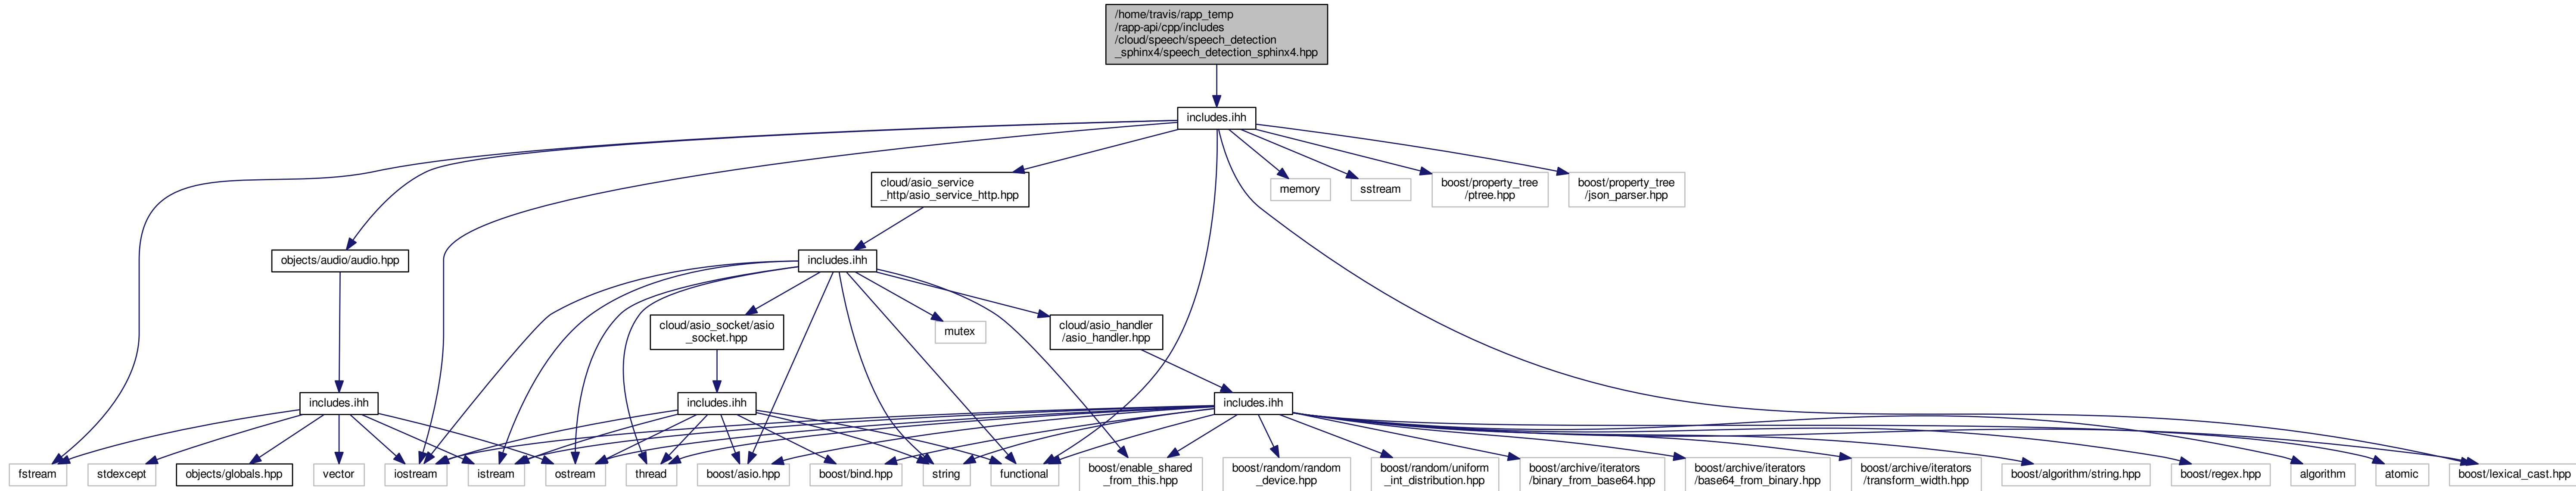 /home/travis/rapp_temp
/rapp-api/cpp/includes
/cloud/speech/speech_detection
_sphinx4/speech_detection_sphinx4.hpp
includes.ihh
cloud/asio_service
_http/asio_service_http.hpp
memory
sstream
boost/property_tree
/ptree.hpp
boost/property_tree
/json_parser.hpp
objects/audio/audio.hpp
includes.ihh
cloud/asio_socket/asio
_socket.hpp
mutex
cloud/asio_handler
/asio_handler.hpp
includes.ihh
includes.ihh
includes.ihh
fstream
stdexcept
objects/globals.hpp
vector
iostream
istream
ostream
thread
boost/asio.hpp
boost/bind.hpp
string
functional
boost/enable_shared
_from_this.hpp
boost/random/random
_device.hpp
boost/random/uniform
_int_distribution.hpp
boost/archive/iterators
/binary_from_base64.hpp
boost/archive/iterators
/base64_from_binary.hpp
boost/archive/iterators
/transform_width.hpp
boost/algorithm/string.hpp
boost/regex.hpp
algorithm
atomic
boost/lexical_cast.hpp